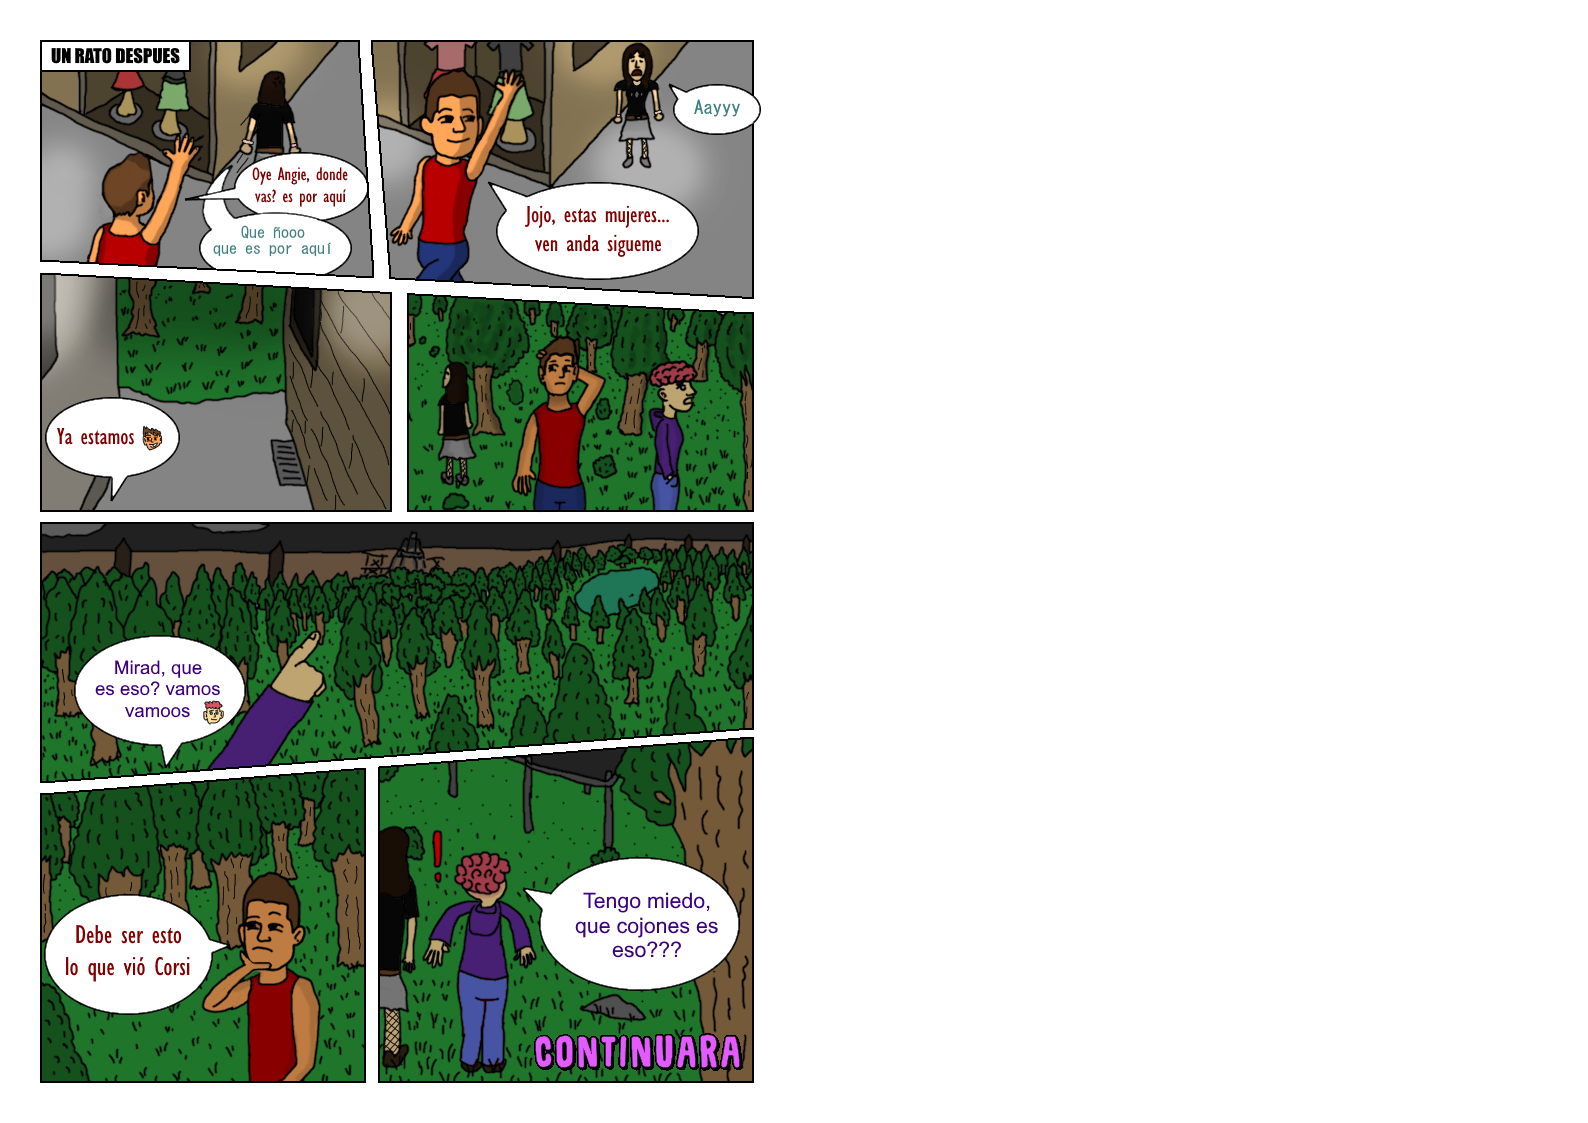 UN RATO DESPUES
Oye Angie, donde
vas? es por aquí
Que ñooo
que es por aquí
Aayyy
Jojo, estas mujeres...
ven anda sigueme
Ya estamos
Mirad, que
es eso? vamos
vamoos
Debe ser esto
lo que vió Corsi
!
Tengo miedo,
que cojones es
eso???
CONTINUARA